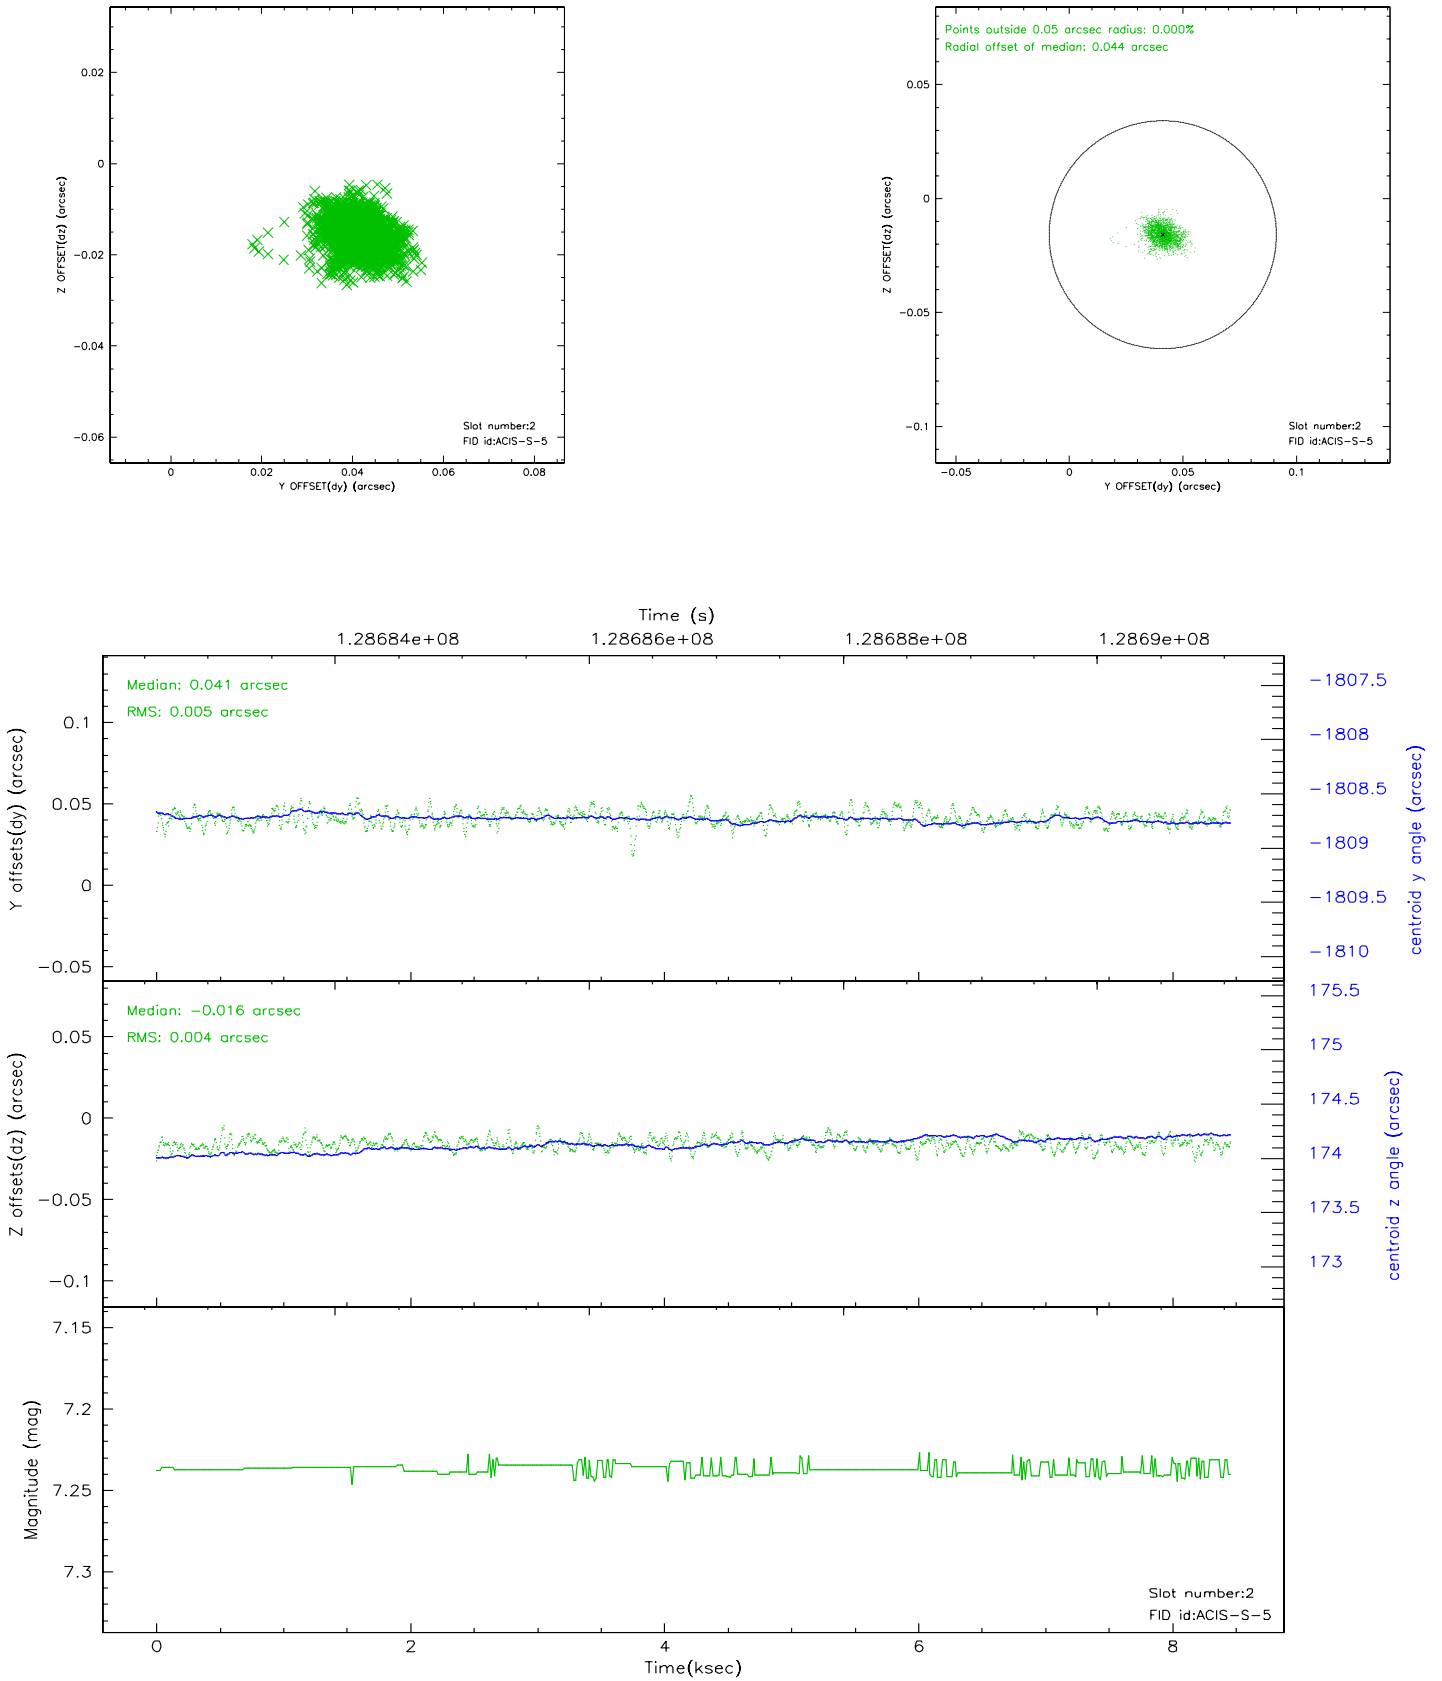 0.02
0
−0.02
−0.04
−0.06
Z OFFSET(dz) (arcsec)
0
0.02
0.04
0.06
0.08
Y OFFSET(dy) (arcsec)
Slot number:2
FID id:ACIS−S−5
Points outside 0.05 arcsec radius: 0.000%
Radial offset of median: 0.044 arcsec
0.05
0
−0.05
−0.1
Z OFFSET(dz) (arcsec)
−0.05
0
0.05
0.1
Y OFFSET(dy) (arcsec)
Slot number:2
FID id:ACIS−S−5
Time (s)
1.28684e+08
1.28686e+08
1.28688e+08
1.2869e+08
Median: 0.041 arcsec
RMS: 0.005 arcsec
0.1
0.05
0
−0.05
Y offsets(dy) (arcsec)
−1807.5
−1808
−1808.5
−1809
−1809.5
−1810
centroid y angle (arcsec)
Median: −0.016 arcsec
RMS: 0.004 arcsec
0.05
0
−0.05
−0.1
Z offsets(dz) (arcsec)
175.5
175
174.5
174
173.5
173
centroid z angle (arcsec)
7.15
7.2
7.25
7.3
Magnitude (mag)
Slot number:2
FID id:ACIS−S−5
0
2
4
6
8
Time(ksec)